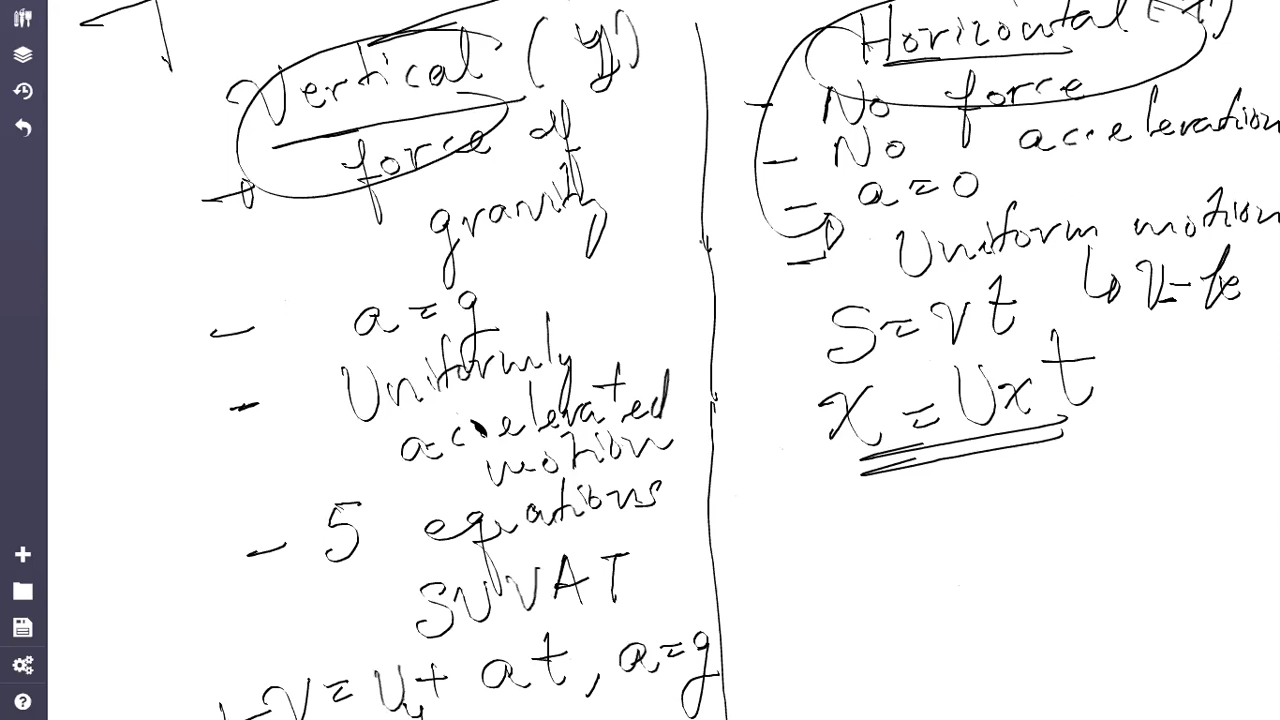 Vertical (y)
- force of
gravity
- a = g
- Uniformly
accelerated
motion
- 5 equations
SUVAT
- V = Uy + at, a = g
Horizontal (x)
- No force
- No acceleration
- a = 0
- Uniform motion
S = vt
x = Ux t